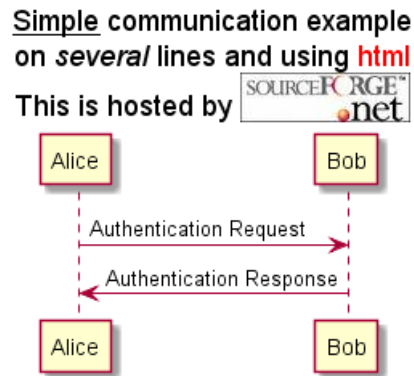 Simple communication example
on several lines and using html
This is hosted by SOURCEFORGE™
.net
Alice Bob
Authentication Request
Authentication Response
Alice Bob